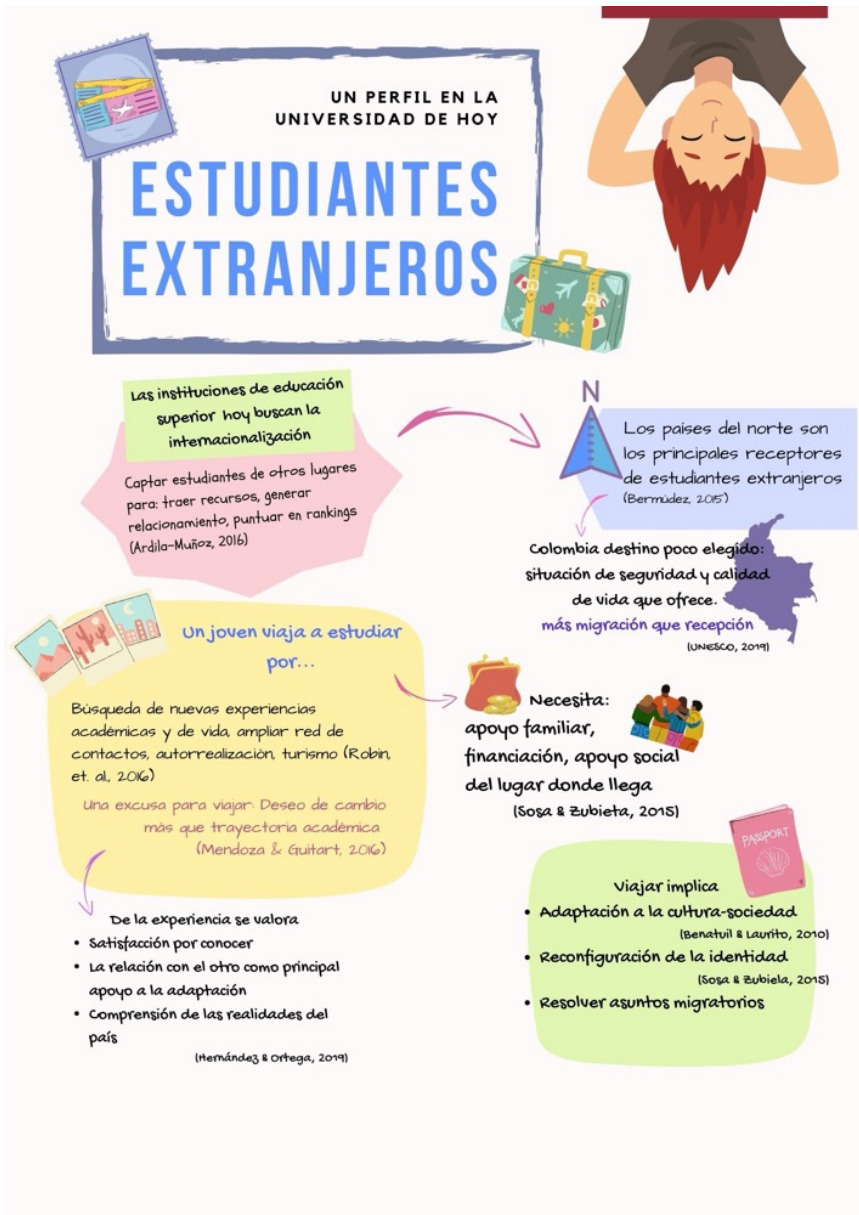 UN PERFIL EN LA
UNIVERSIDAD DE HOY
ESTUDIANTES
EXTRANJEROS
Las instituciones de educación
superior hoy buscan la
internacionalización
Captar estudiantes de otros lugares
para: traer recursos, generar
relacionamiento, puntuar en rankings
(Ardila-Muñoz, 2016)
N
Los países del norte son
los principales receptores
de estudiantes extranjeros
(Bermúdez, 2015)
Colombia destino poco elegido:
situación de seguridad y calidad
de vida que ofrece.
más migración que recepción
(UNESCO, 2019)
Un joven viaja a estudiar
por...
Búsqueda de nuevas experiencias
académicas y de vida, ampliar red de
contactos, autorrealización, turismo (Robin,
et. al., 2016)
Una excusa para viajar: Deseo de cambio
más que trayectoria académica
(Mendoza & Guitart, 2016)
Necesita:
apoyo familiar,
financiación, apoyo social
del lugar donde llega
(Sosa & Zubieta, 2015)
De la experiencia se valora
• Satisfacción por conocer
• La relación con el otro como principal
apoyo a la adaptación
• Comprensión de las realidades del
país
(Hernández & Ortega, 2019)
PASSPORT
Viajar implica
• Adaptación a la cultura-sociedad
(Benatuil & Laurito, 2010)
• Reconfiguración de la identidad
(Sosa & Zubiela, 2015)
• Resolver asuntos migratorios